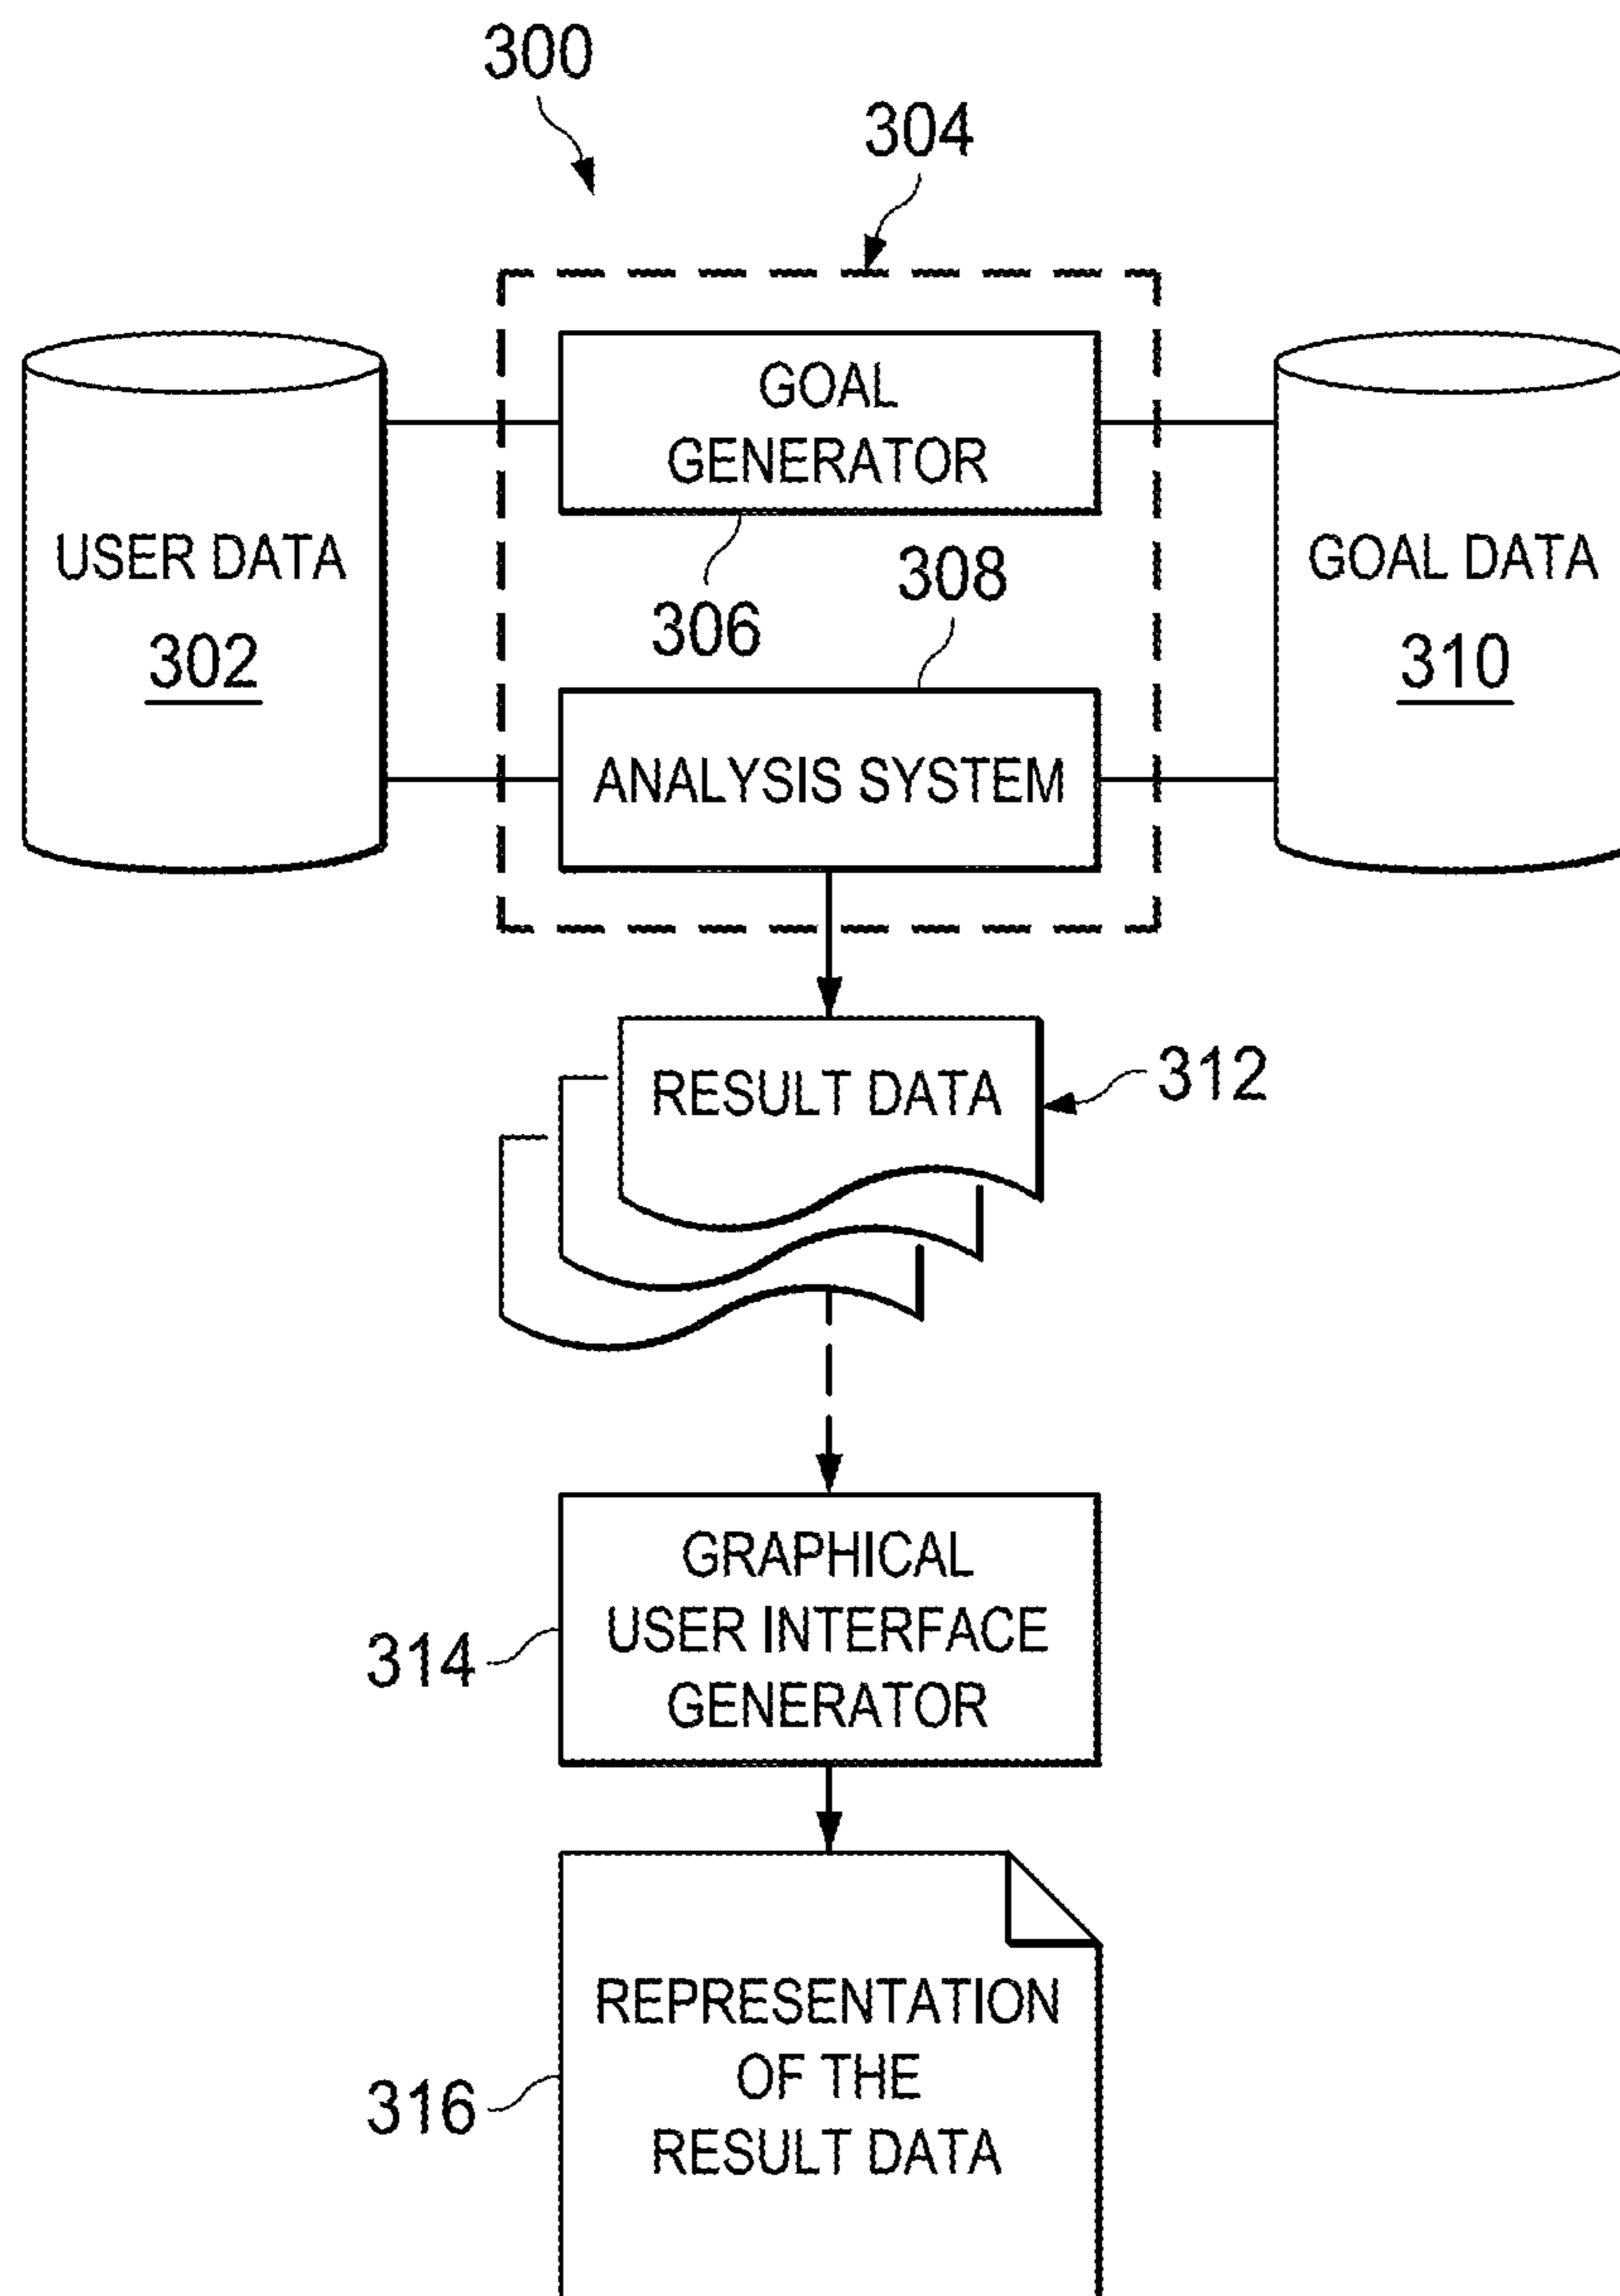 300
304
GOAL
GENERATOR
306
USER DATA
302
308
GOAL DATA
310
ANALYSIS SYSTEM
RESULT DATA
312
GRAPHICAL
USER INTERFACE
GENERATOR
314
REPRESENTATION
OF THE
RESULT DATA
316